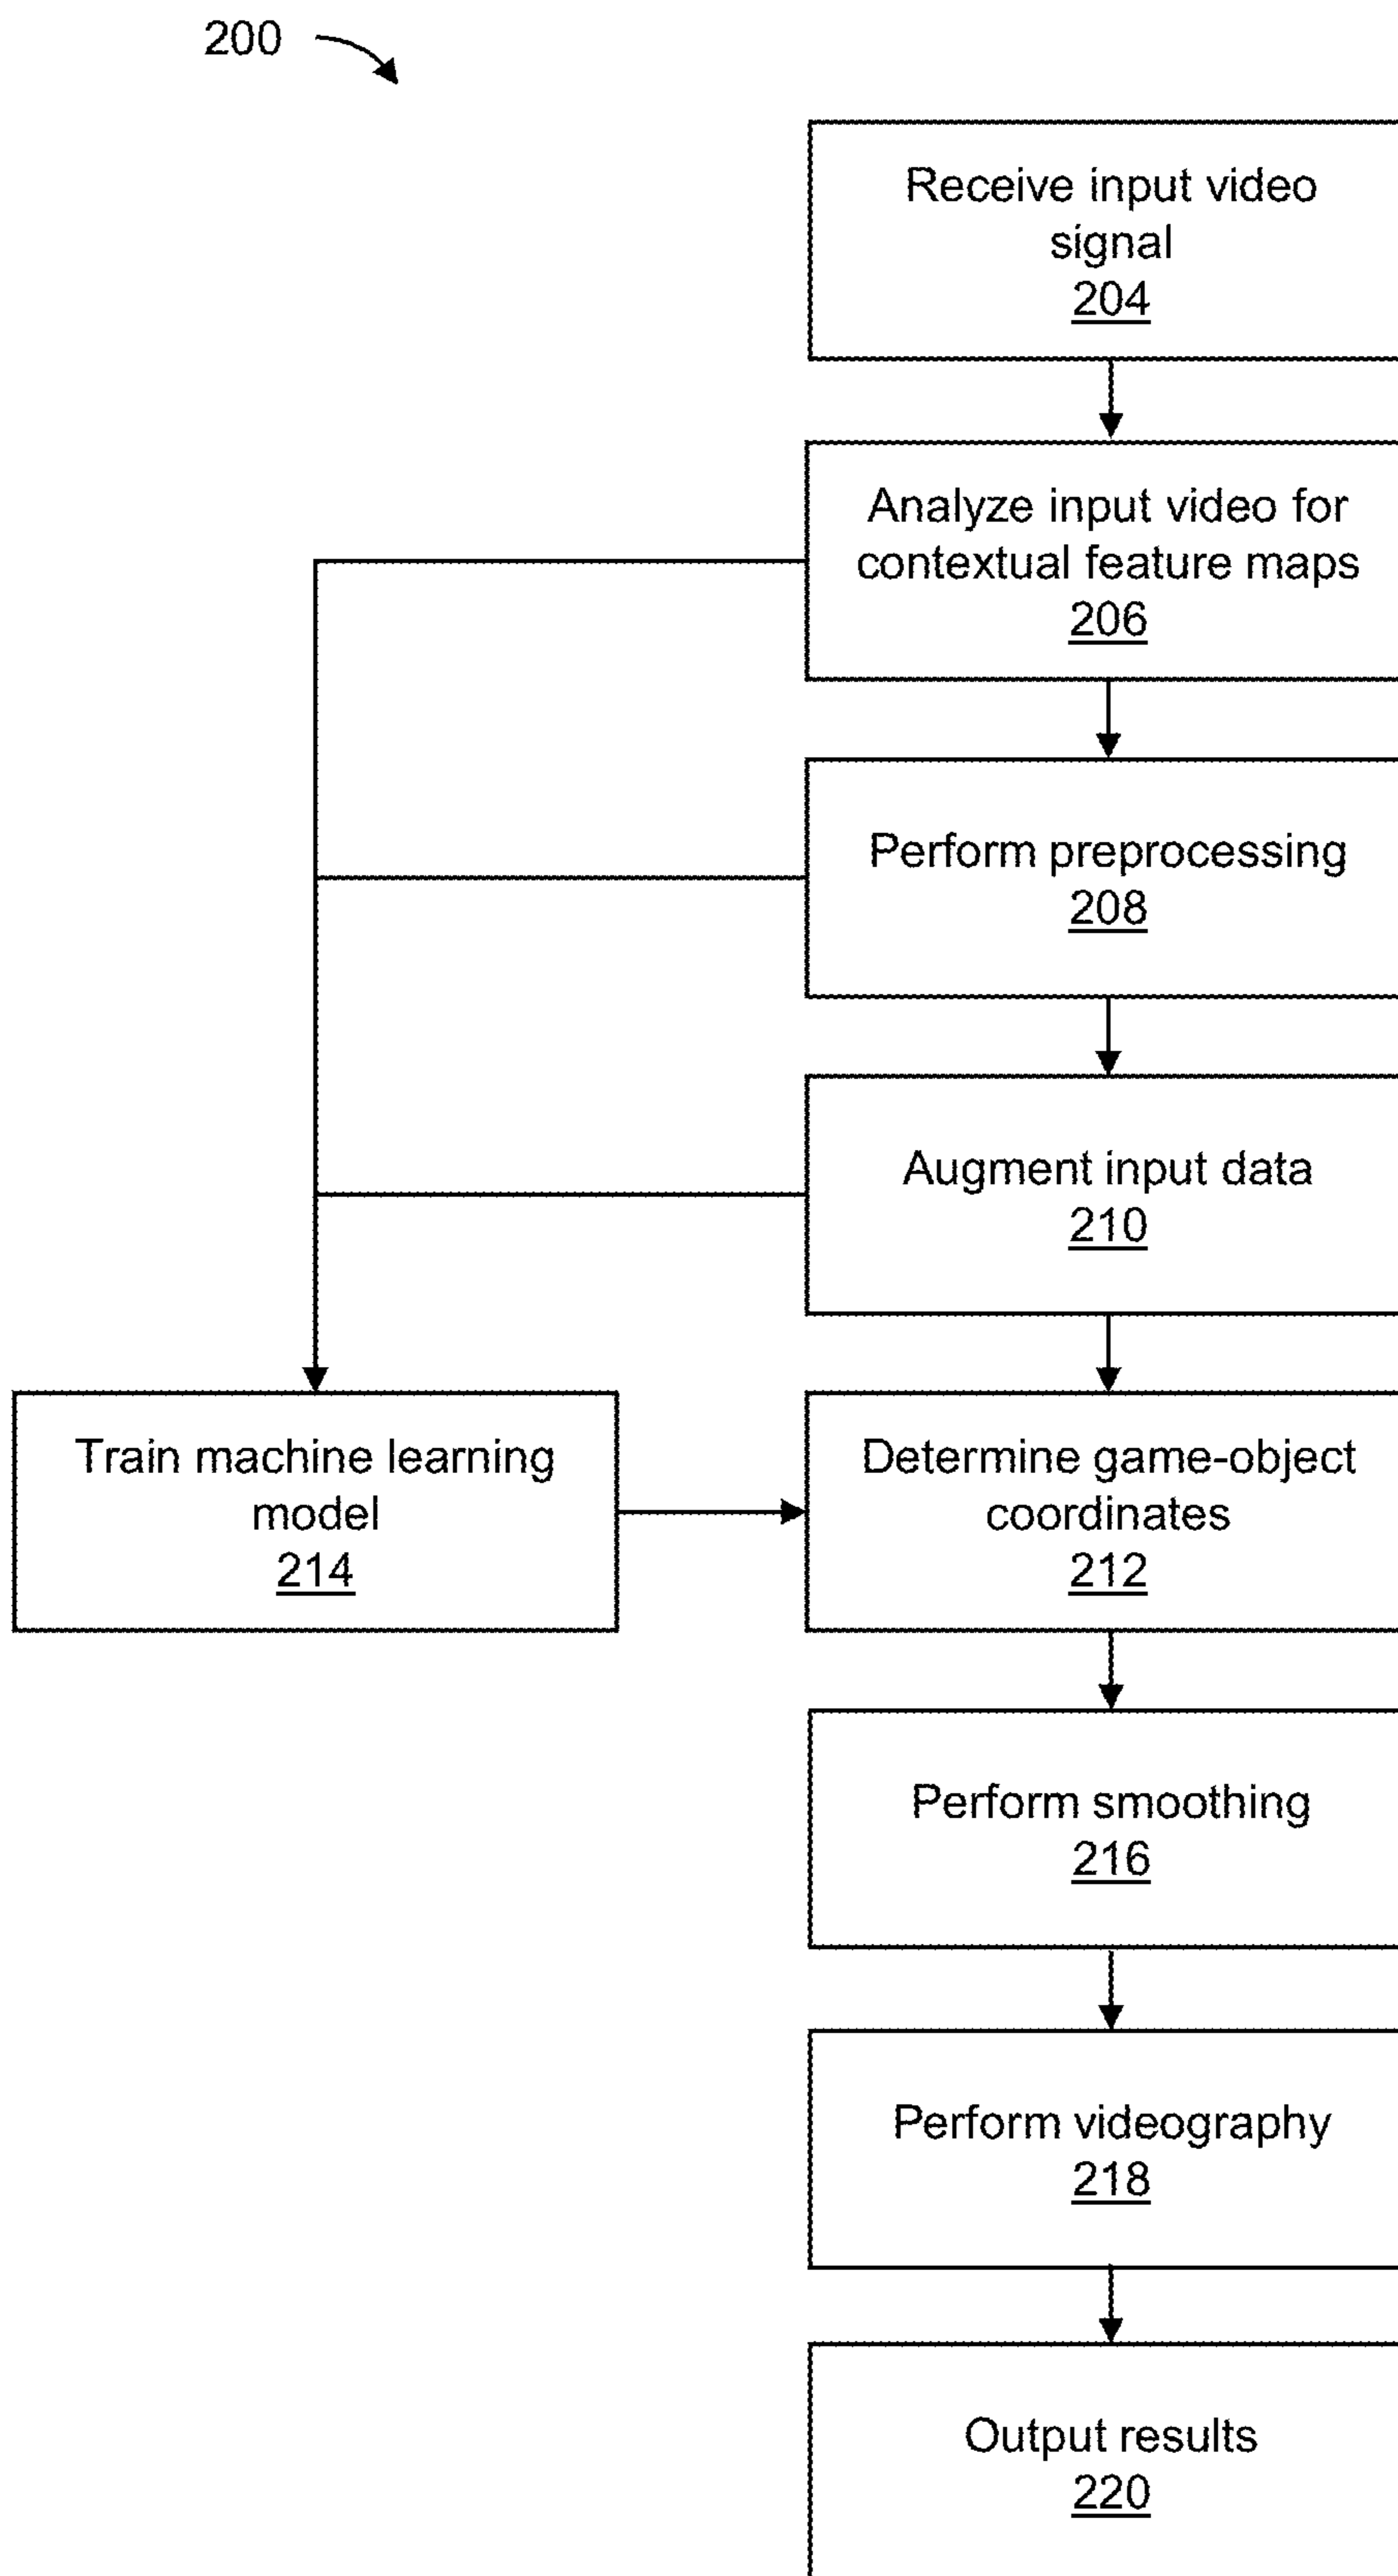 200
Receive input video
signal
204
Analyze input video for
contextual feature maps
206
Perform preprocessing
208
Augment input data
210
Train machine learning
model
214
Determine game-object
coordinates
212
Perform smoothing
216
Perform videography
218
Output results
220